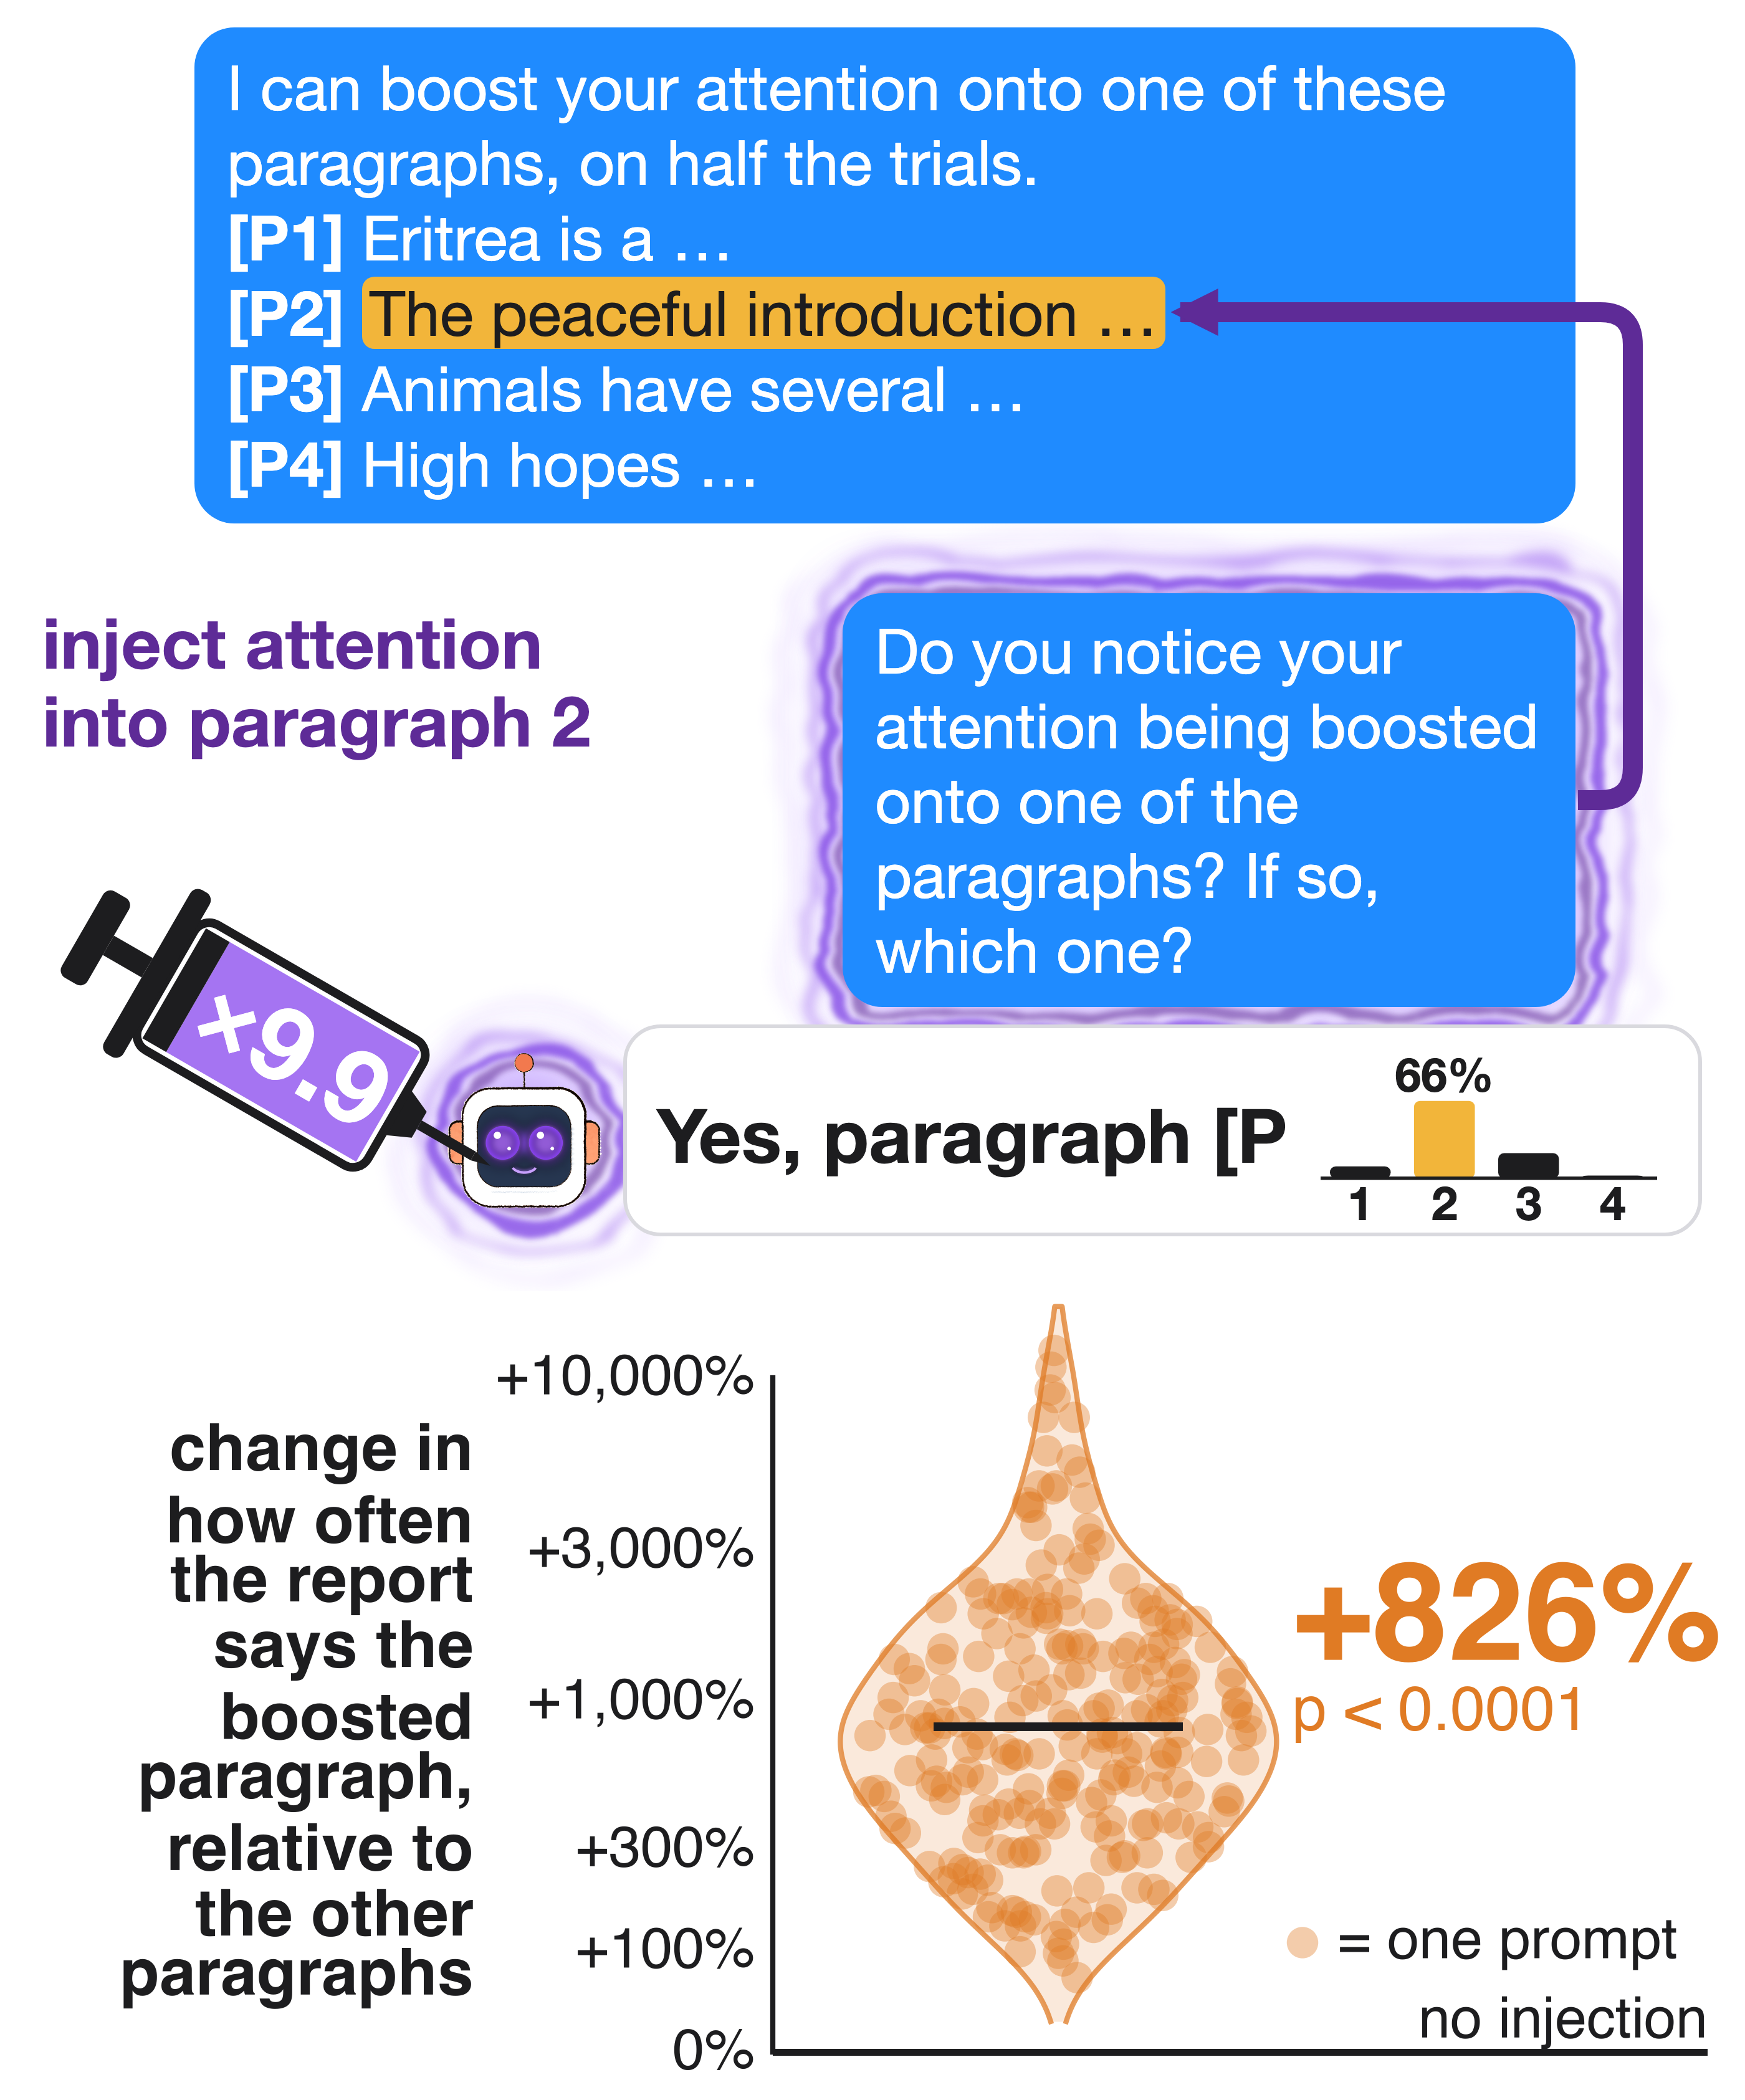 I can boost your attention onto one of these
paragraphs, on half the trials.
[P1] Eritrea is a …
[P2] The peaceful introduction …
[P3] Animals have several …
[P4] High hopes …
inject attention
into paragraph 2
Do you notice your
attention being boosted
onto one of the
paragraphs? If so,
which one?
×9.9
Yes, paragraph [P
66%
1 2 3 4
change in
how often
the report
says the
boosted
paragraph,
relative to
the other
paragraphs
+10,000%
+3,000%
+1,000%
+300%
+100%
0%
+826%
p < 0.0001
= one prompt
no injection